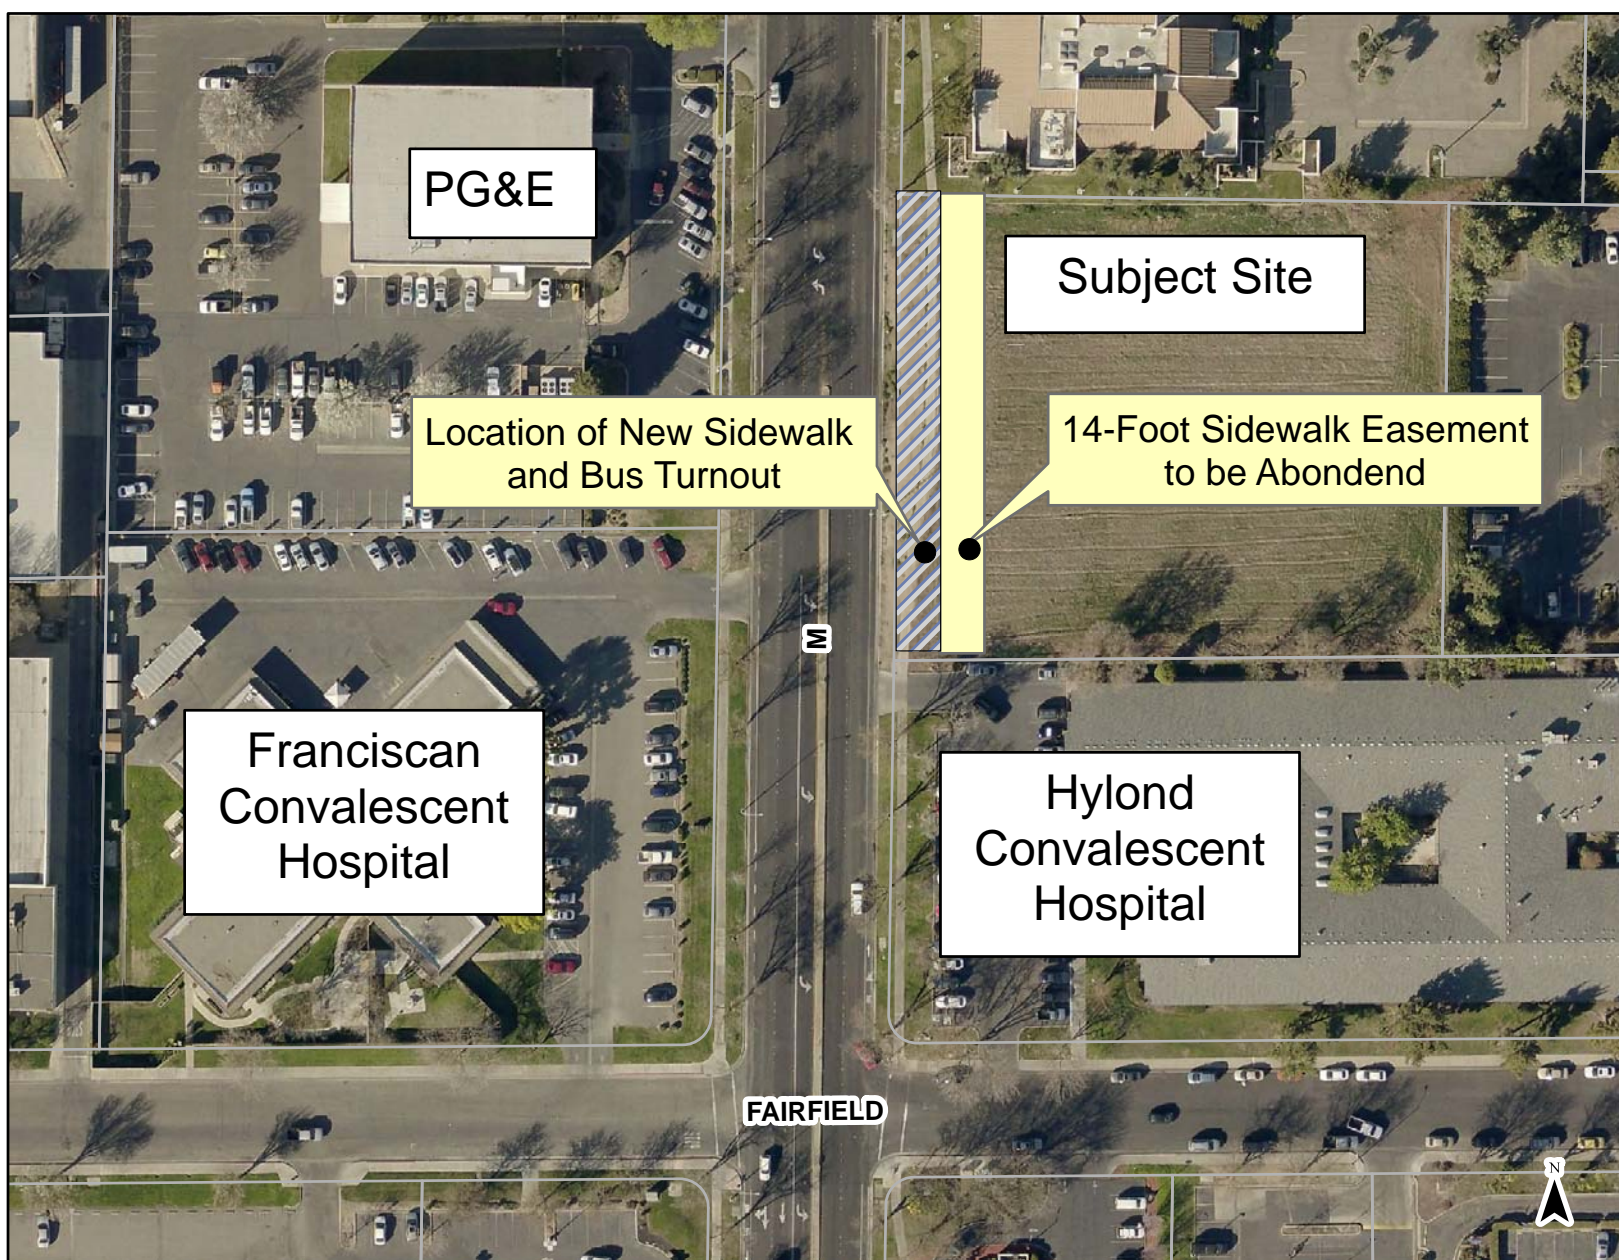 PG&E
Subject Site
Location of New Sidewalk
and Bus Turnout
14-Foot Sidewalk Easement
to be Abondend
M
Franciscan
Convalescent
Hospital
Hylond
Convalescent
Hospital
FAIRFIELD
N